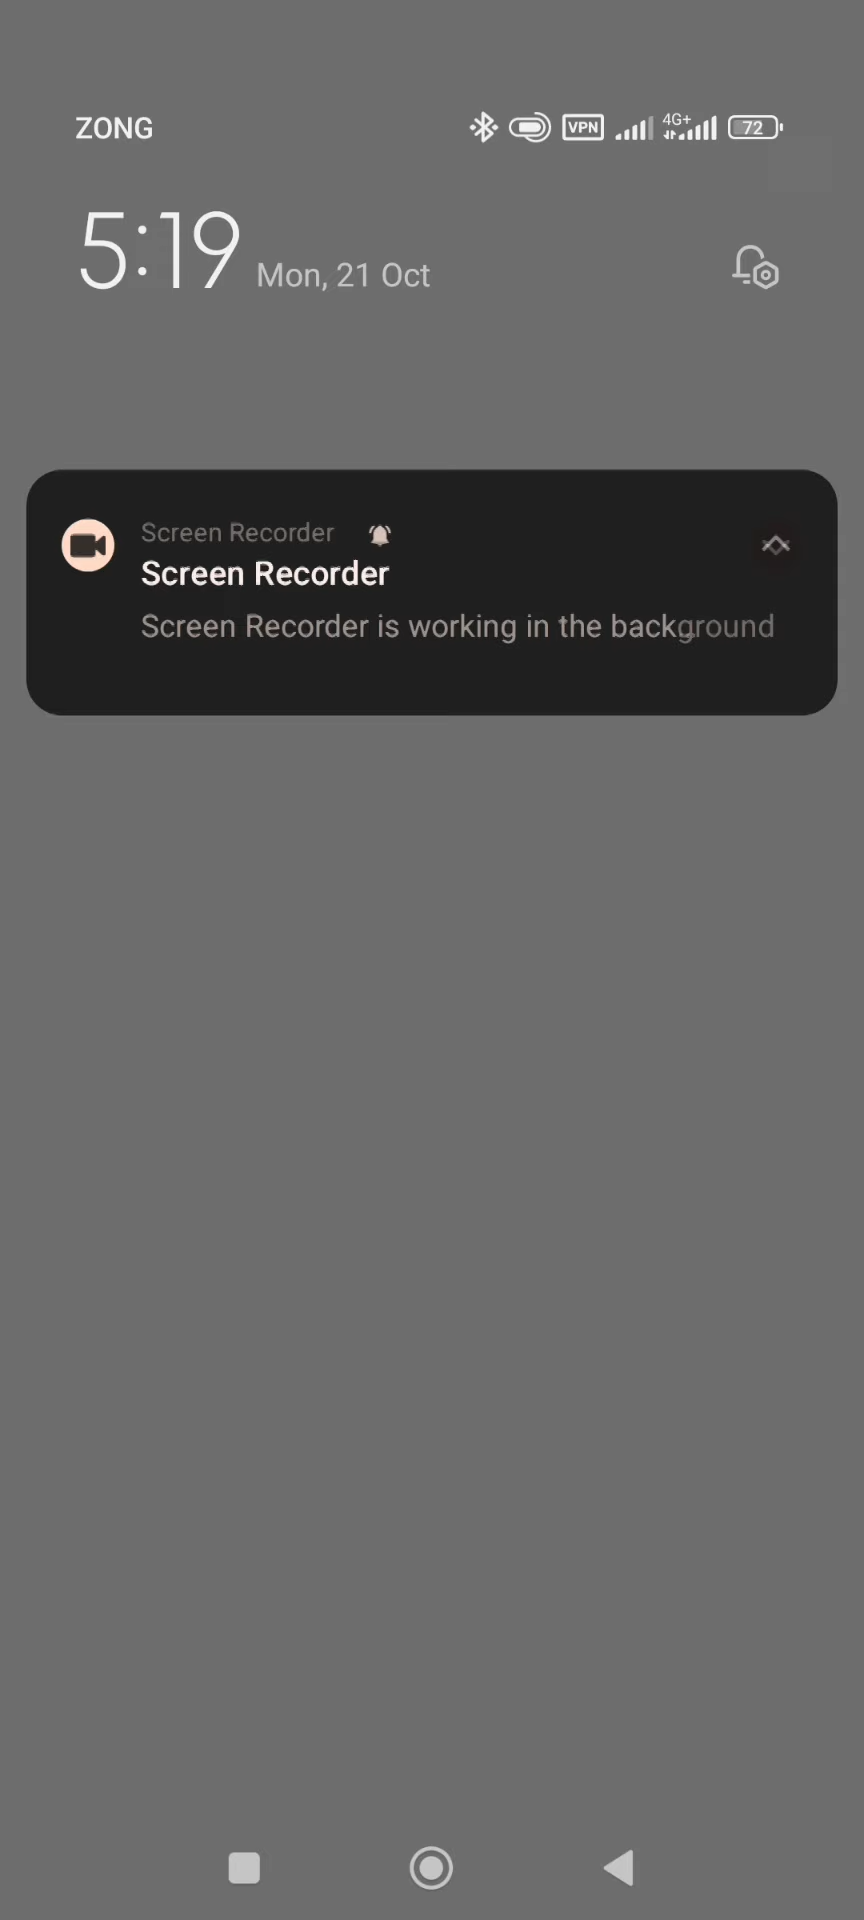 ZONG
VPN
4G+
72
5:19 Mon, 21 Oct
Screen Recorder
Screen Recorder
Screen Recorder is working in the background